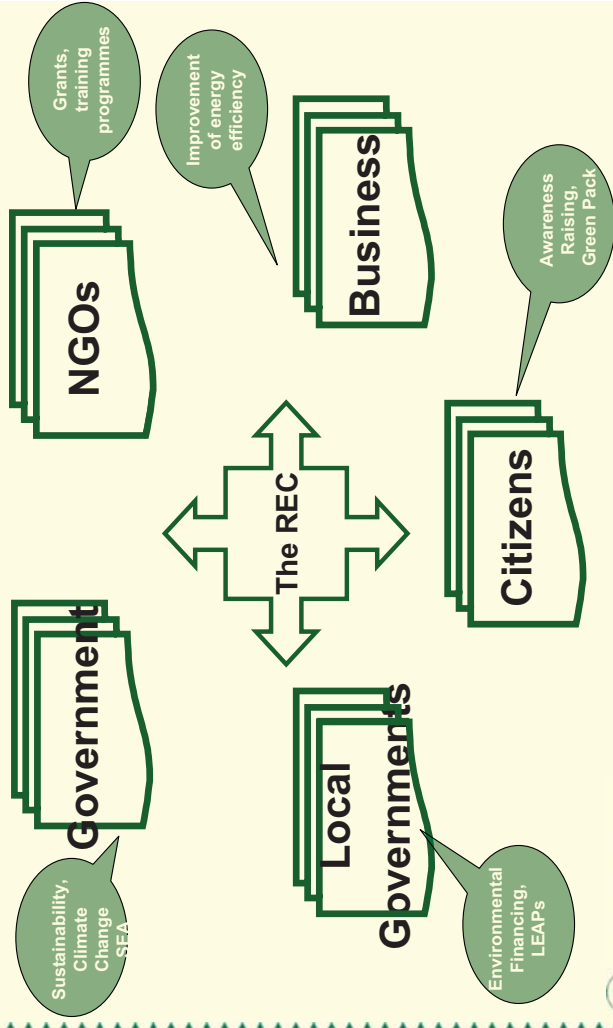 Government
NGOs
Sustainability,
Climate
Change
SEA
Grants,
training
programmes
The REC
Local
Governments
Business
Improvement
of energy
efficiency
Environmental
Financing,
LEAPs
Citizens
Awareness
Raising,
Green Pack